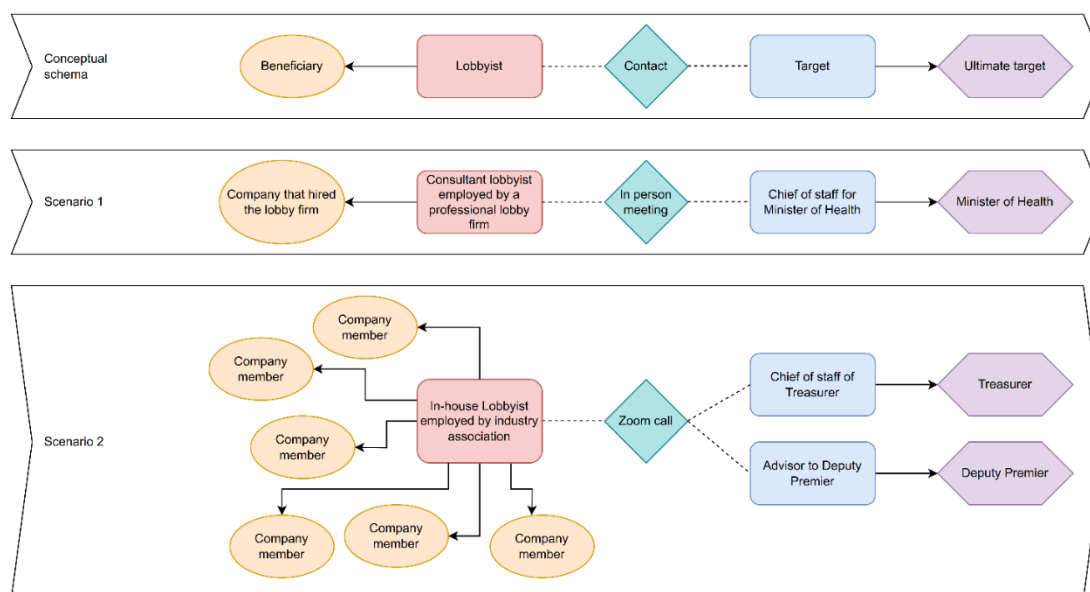 Conceptual
schema
Beneficiary
Lobbyist
Contact
Target
Ultimate target
Scenario 1
Company that hired
the lobby firm
Consultant lobbyist
employed by a
professional lobby
firm
In person
meeting
Chief of staff for
Minister of Health
Minister of Health
Scenario 2
Company
member
Company
member
Company
member
Company
member
Company
member
Company
member
In-house Lobbyist
employed by industry
association
Zoom call
Chief of staff of
Treasurer
Treasurer
Advisor to Deputy
Premier
Deputy Premier